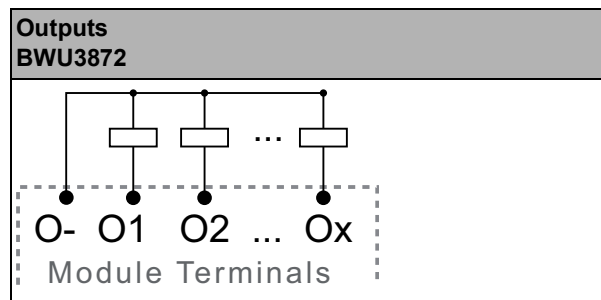 Outputs
BWU3872
...
O- O1 O2 ... Ox
Module Terminals